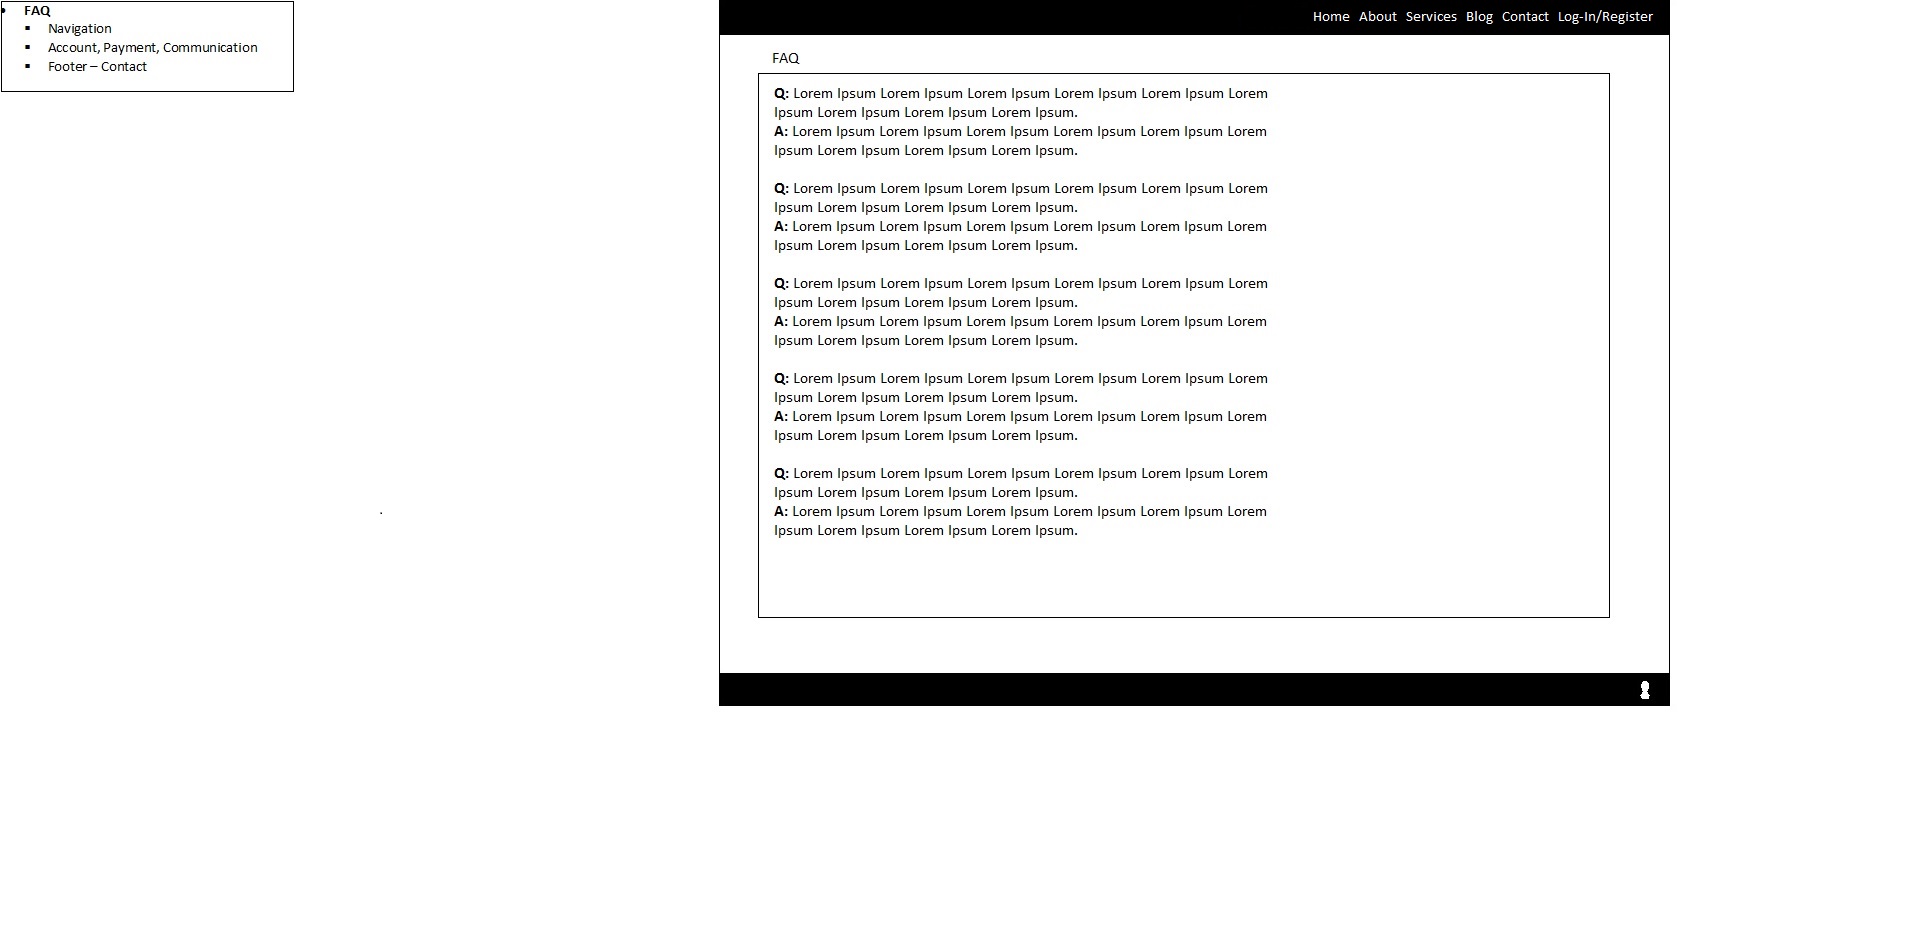 • FAQ
▪ Navigation
▪ Account, Payment, Communication
▪ Footer – Contact
Home About Services Blog Contact Log-In/Register
FAQ
Q: Lorem Ipsum Lorem Ipsum Lorem Ipsum Lorem Ipsum Lorem Ipsum Lorem
Ipsum Lorem Ipsum Lorem Ipsum Lorem Ipsum.
A: Lorem Ipsum Lorem Ipsum Lorem Ipsum Lorem Ipsum Lorem Ipsum Lorem
Ipsum Lorem Ipsum Lorem Ipsum Lorem Ipsum.
Q: Lorem Ipsum Lorem Ipsum Lorem Ipsum Lorem Ipsum Lorem Ipsum Lorem
Ipsum Lorem Ipsum Lorem Ipsum Lorem Ipsum.
A: Lorem Ipsum Lorem Ipsum Lorem Ipsum Lorem Ipsum Lorem Ipsum Lorem
Ipsum Lorem Ipsum Lorem Ipsum Lorem Ipsum.
Q: Lorem Ipsum Lorem Ipsum Lorem Ipsum Lorem Ipsum Lorem Ipsum Lorem
Ipsum Lorem Ipsum Lorem Ipsum Lorem Ipsum.
A: Lorem Ipsum Lorem Ipsum Lorem Ipsum Lorem Ipsum Lorem Ipsum Lorem
Ipsum Lorem Ipsum Lorem Ipsum Lorem Ipsum.
Q: Lorem Ipsum Lorem Ipsum Lorem Ipsum Lorem Ipsum Lorem Ipsum Lorem
Ipsum Lorem Ipsum Lorem Ipsum Lorem Ipsum.
A: Lorem Ipsum Lorem Ipsum Lorem Ipsum Lorem Ipsum Lorem Ipsum Lorem
Ipsum Lorem Ipsum Lorem Ipsum Lorem Ipsum.
Q: Lorem Ipsum Lorem Ipsum Lorem Ipsum Lorem Ipsum Lorem Ipsum Lorem
Ipsum Lorem Ipsum Lorem Ipsum Lorem Ipsum.
A: Lorem Ipsum Lorem Ipsum Lorem Ipsum Lorem Ipsum Lorem Ipsum Lorem
Ipsum Lorem Ipsum Lorem Ipsum Lorem Ipsum.